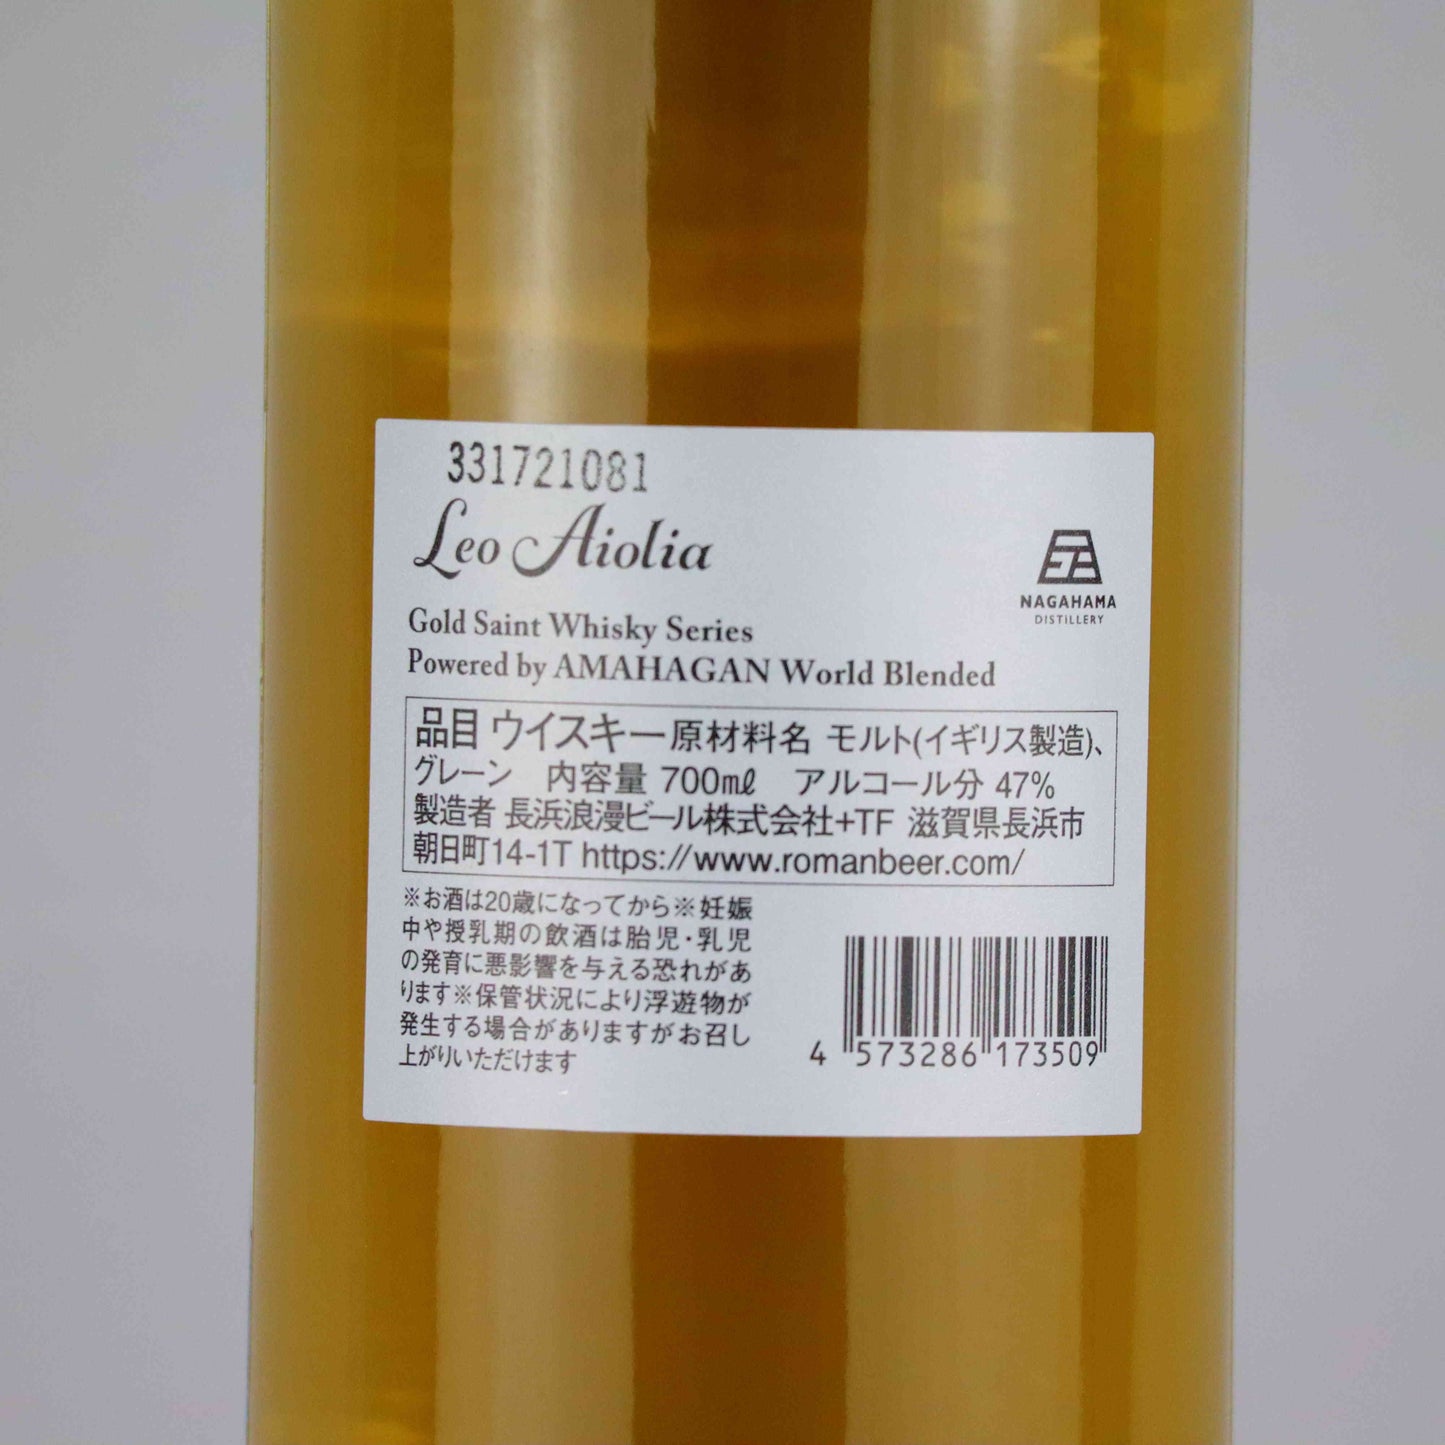 331721081
Leo Aiolia
NAGAHAMA
DISTILLERY
Gold Saint Whisky Series
Powered by AMAHAGAN World Blended
品目 ウイスキー 原材料名 モルト(イギリス製造)、
グレーン 内容量 700㎖ アルコール分 47%
製造者 長浜浪漫ビール株式会社+TF 滋賀県長浜市
朝日町14-1T https://www.romanbeer.com/
※お酒は20歳になってから※妊娠
中や授乳期の飲酒は胎児・乳児
の発育に悪影響を与える恐れがあ
ります※保管状況により浮遊物が
発生する場合がありますがお召し
上がりいただけます
4 573286 173509